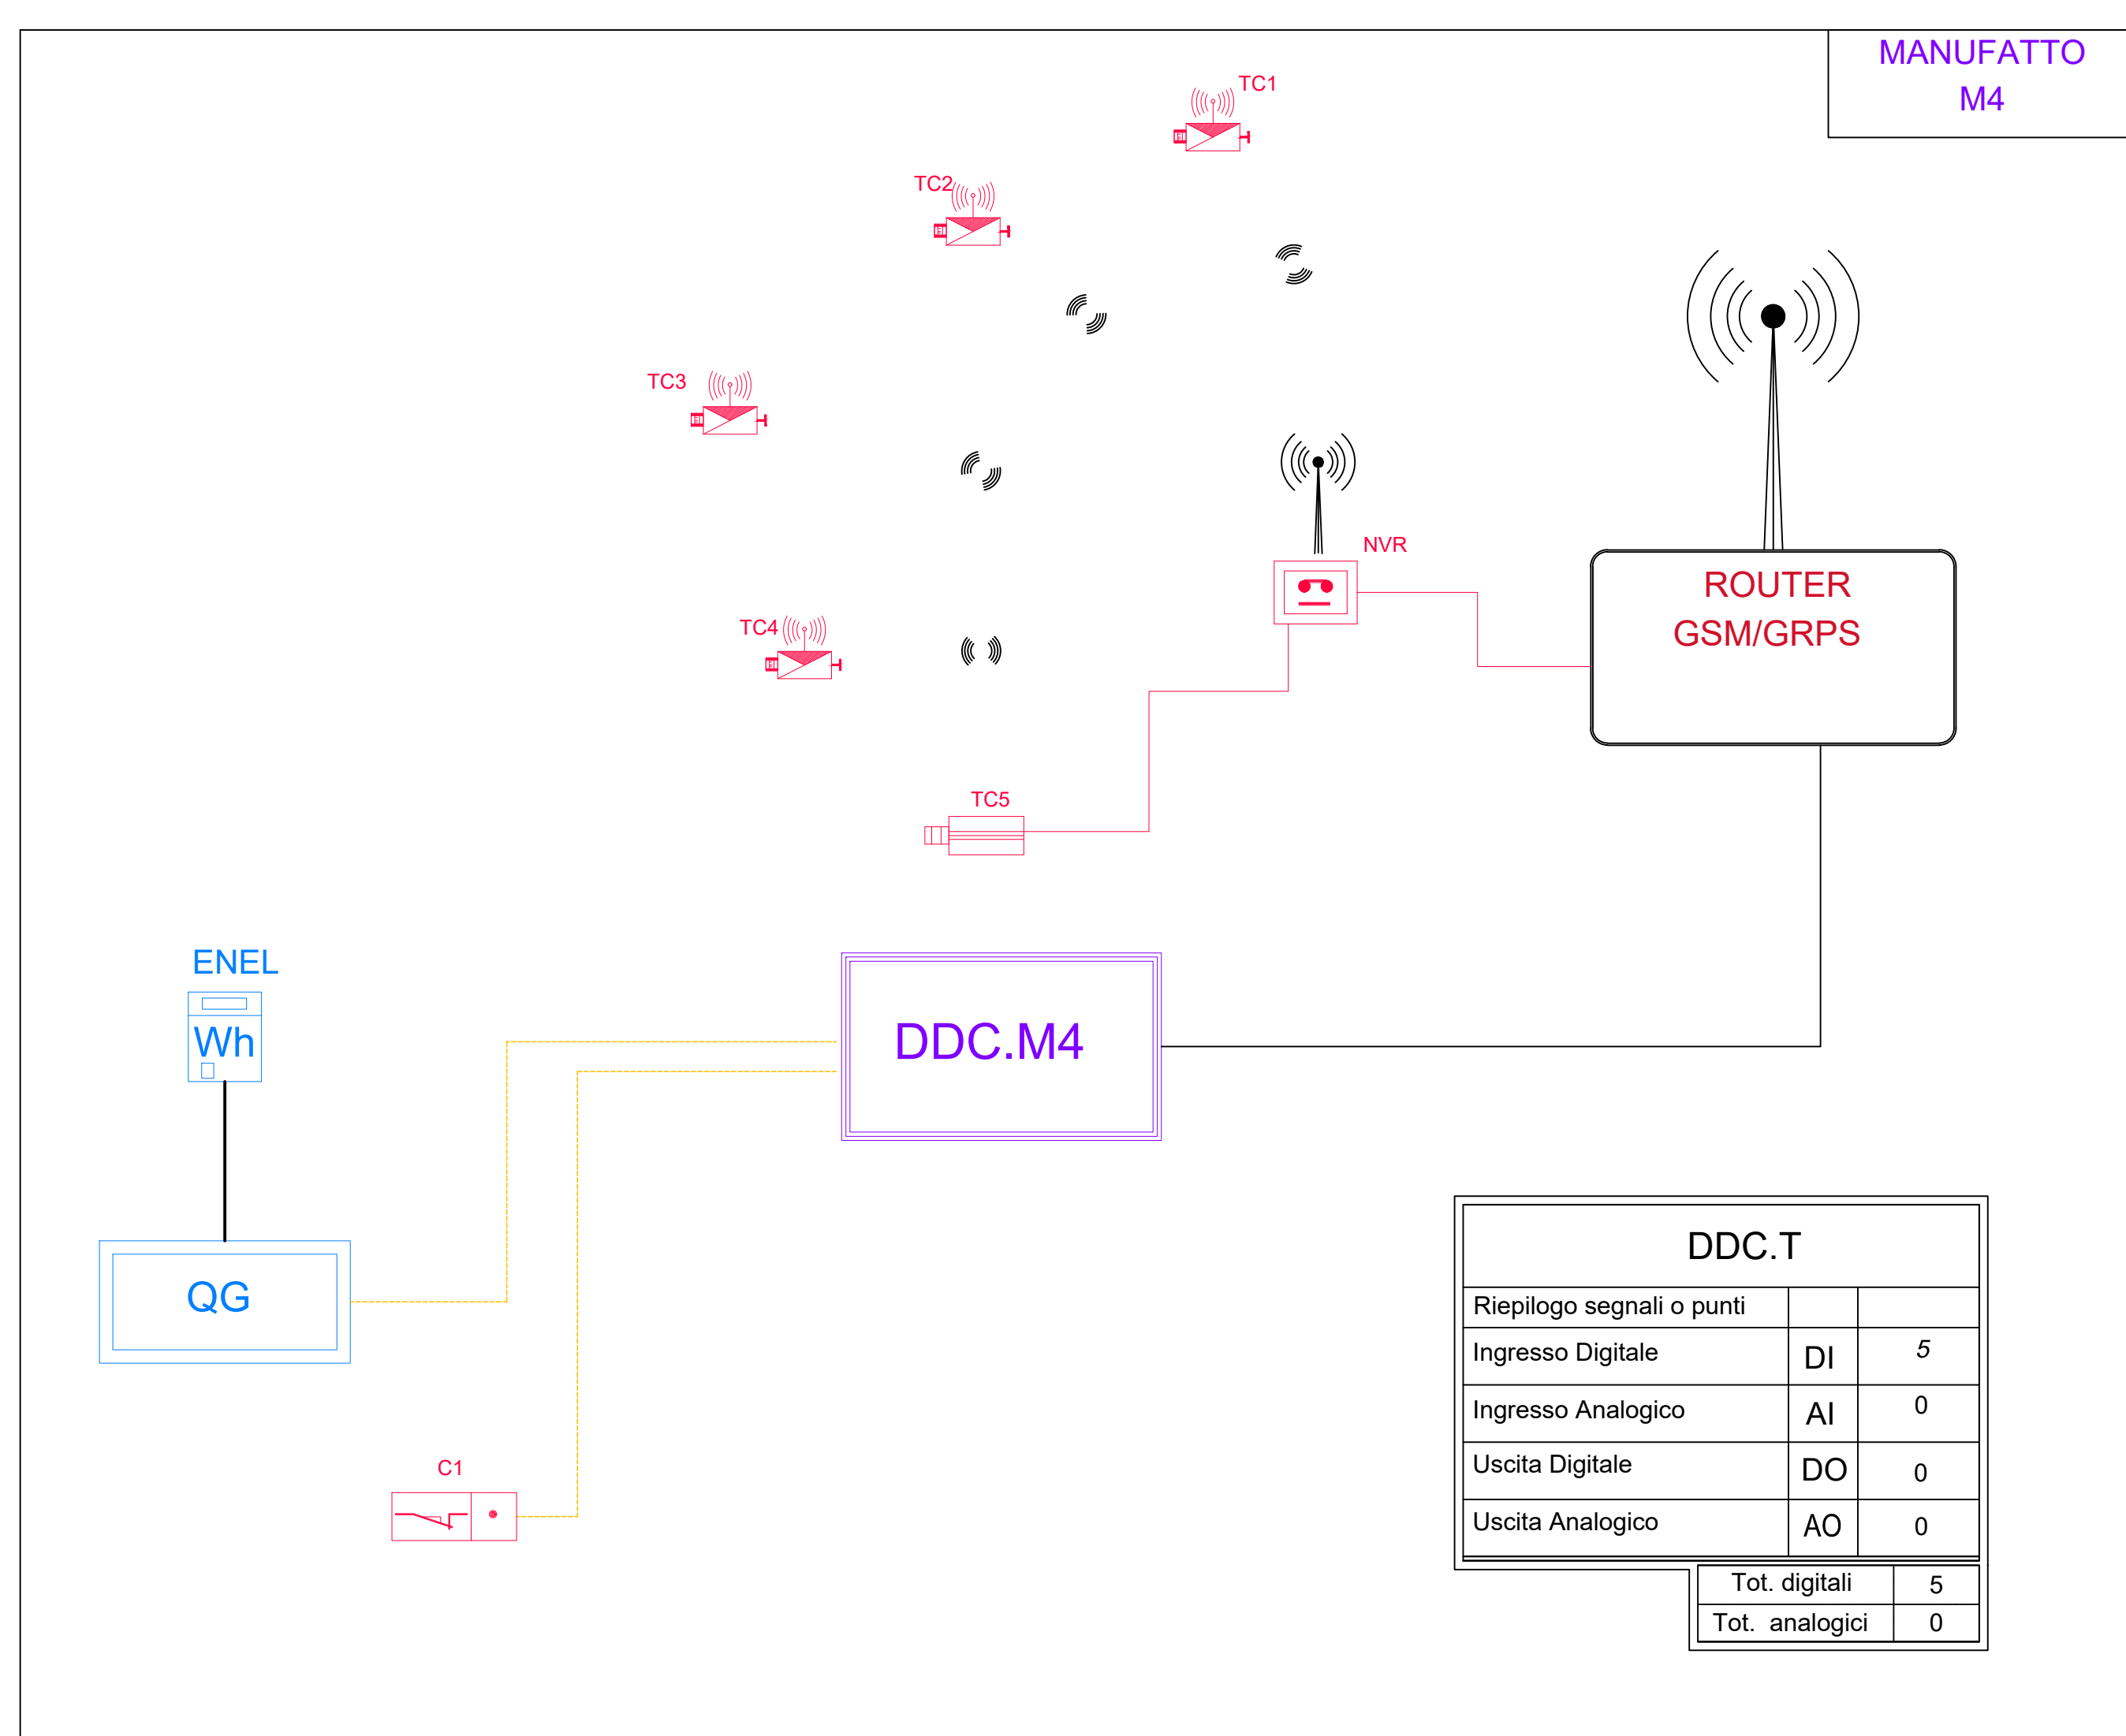 MANUFATTO
M4
TC1
TC2
TC3
NVR
ROUTER
GSM/GRPS
TC4
TC5
ENEL
Wh
DDC.M4
QG
C1
DDC.T
Riepilogo segnali o punti
Ingresso Digitale DI 5
Ingresso Analogico AI 0
Uscita Digitale DO 0
Uscita Analogico AO 0
Tot. digitali 5
Tot. analogici 0